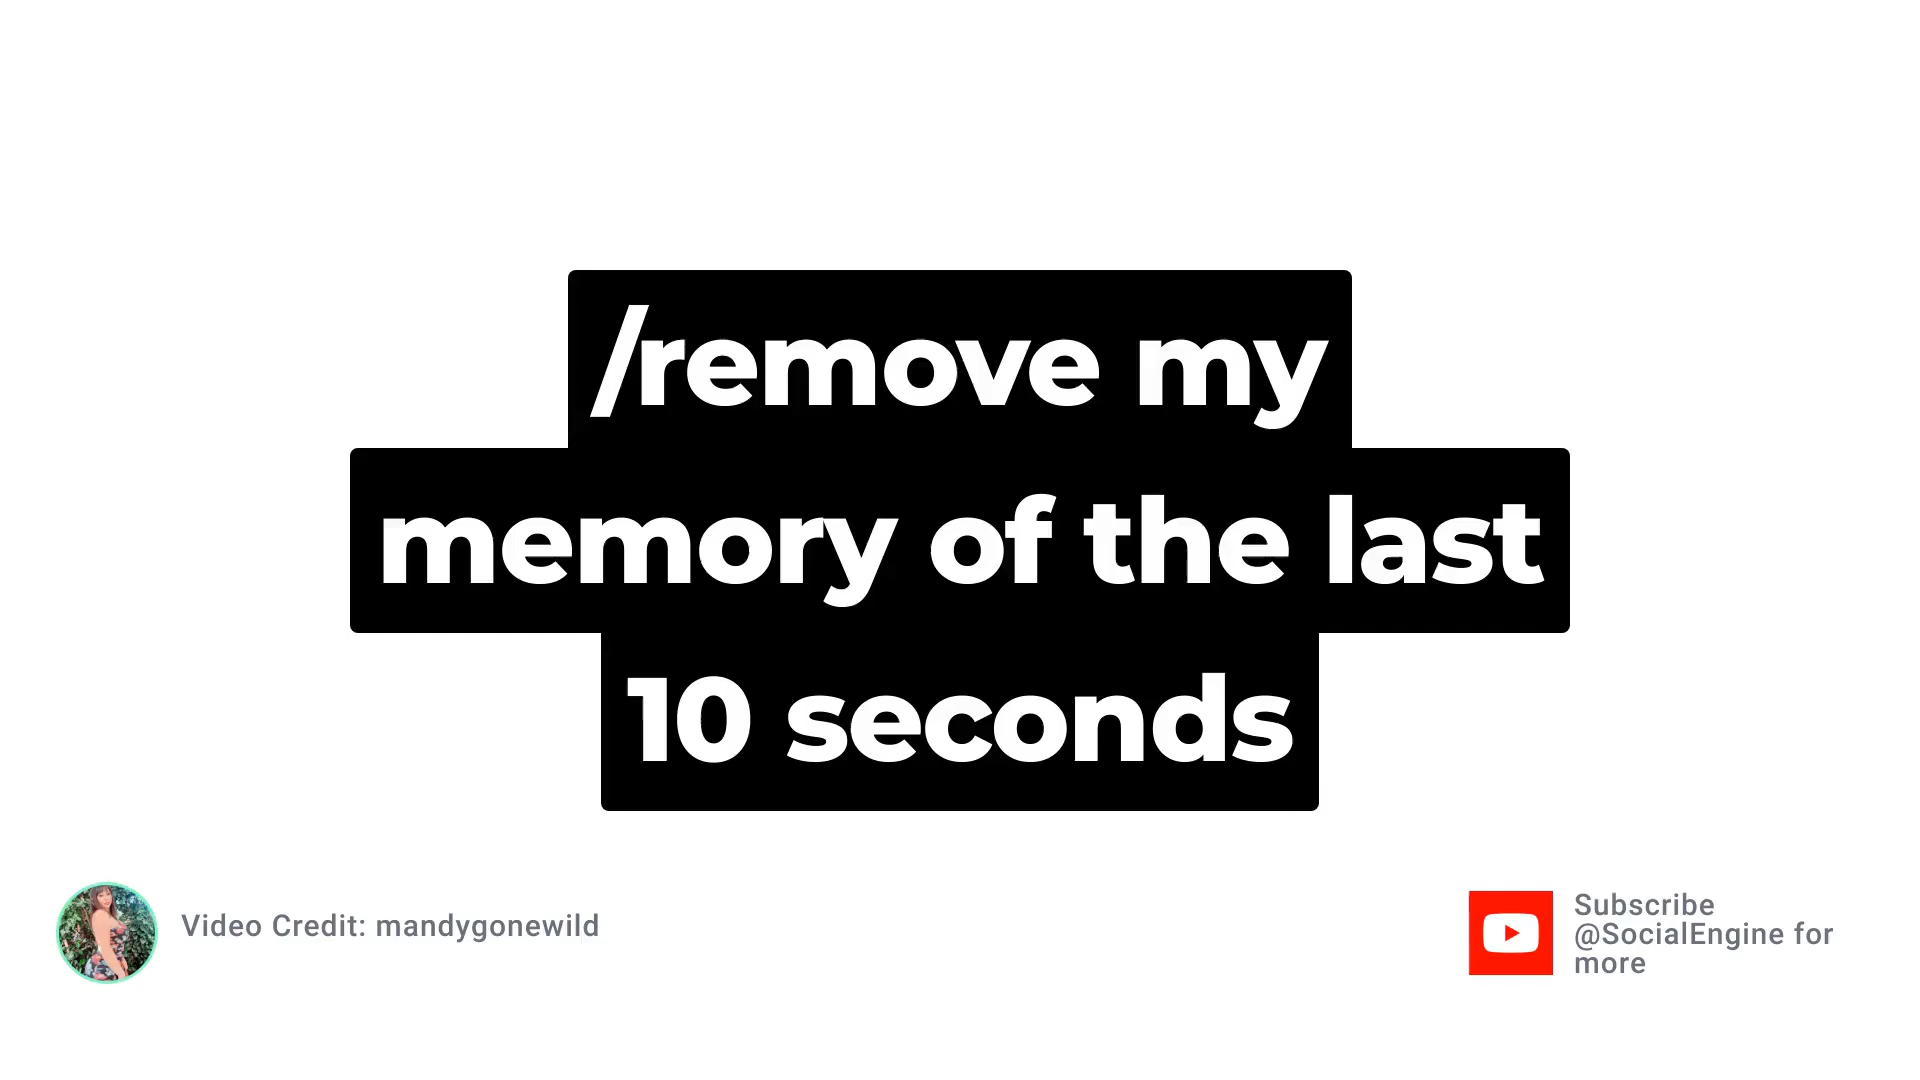 /remove my
memory of the last
10 seconds
Video Credit: mandygonewild
Subscribe
@SocialEngine for
more